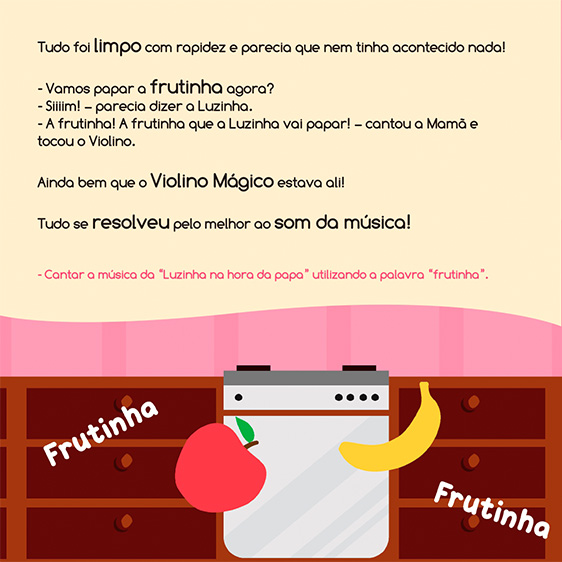 Tudo foi limpo com rapidez e parecia que nem tinha acontecido nada!
- Vamos papar a frutinha agora?
- Siiiim! – parecia dizer a Luzinha.
- A frutinha! A frutinha que a Luzinha vai papar! – cantou a Mamã e
tocou o Violino.
Ainda bem que o Violino Mágico estava ali!
Tudo se resolveu pelo melhor ao som da música!
- Cantar a música da “Luzinha na hora da papa” utilizando a palavra “frutinha”.
Frutinha
Frutinha